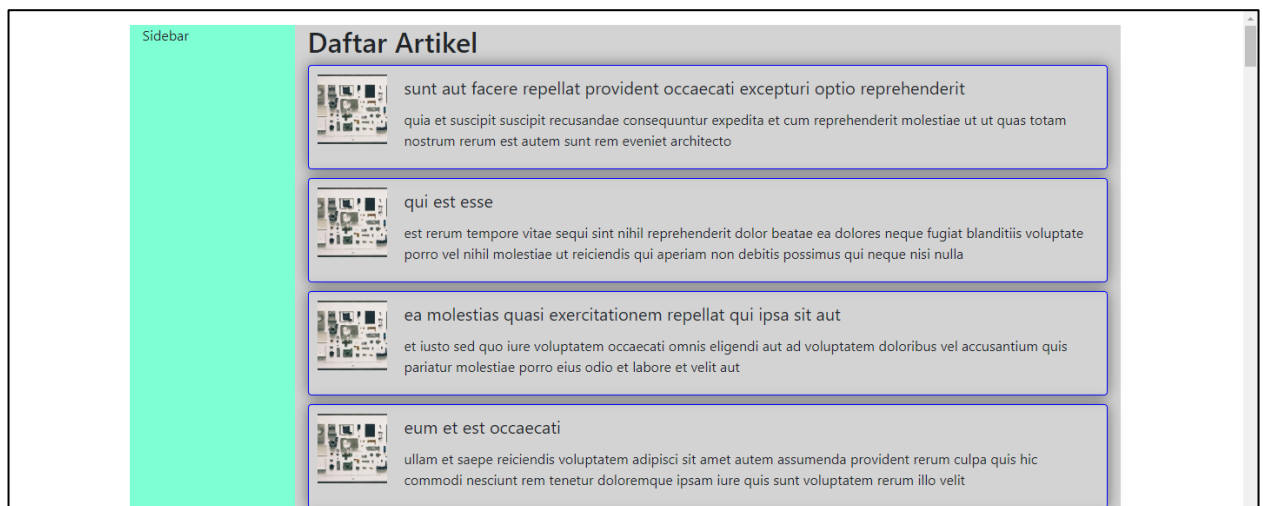 Sidebar
Daftar Artikel
sunt aut facere repellat provident occaecati excepturi optio reprehenderit
quia et suscipit suscipit recusandae consequuntur expedita et cum reprehenderit molestiae ut ut quas totam
nostrum rerum est autem sunt rem eveniet architecto
qui est esse
est rerum tempore vitae sequi sint nihil reprehenderit dolor beatae ea dolores neque fugiat blanditiis voluptate
porro vel nihil molestiae ut reiciendis qui aperiam non debitis possimus qui neque nisi nulla
ea molestias quasi exercitationem repellat qui ipsa sit aut
et iusto sed quo iure voluptatem occaecati omnis eligendi aut ad voluptatem doloribus vel accusantium quis
pariatur molestiae porro eius odio et labore et velit aut
eum et est occaecati
ullam et saepe reiciendis voluptatem adipisci sit amet autem assumenda provident rerum culpa quis hic
commodi nesciunt rem tenetur doloremque ipsam iure quis sunt voluptatem rerum illo velit